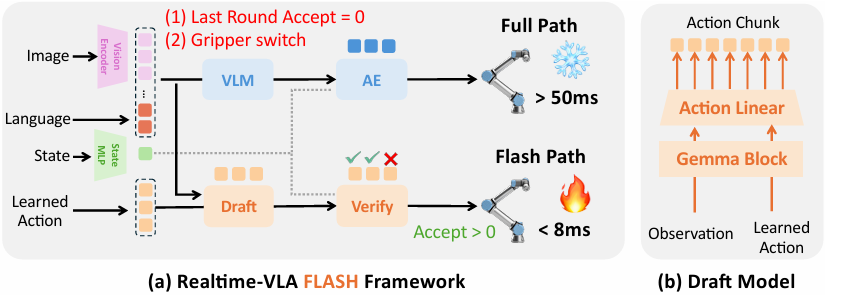 (1) Last Round Accept = 0
(2) Gripper switch
Full Path
Image
Vision
Encoder
VLM
AE
> 50ms
Language
State
State
MLP
Flash Path
Learned
Action
Draft
Verify
Accept > 0
< 8ms
(a) Realtime-VLA FLASH Framework
Action Chunk
Action Linear
Gemma Block
Observation
Learned
Action
(b) Draft Model